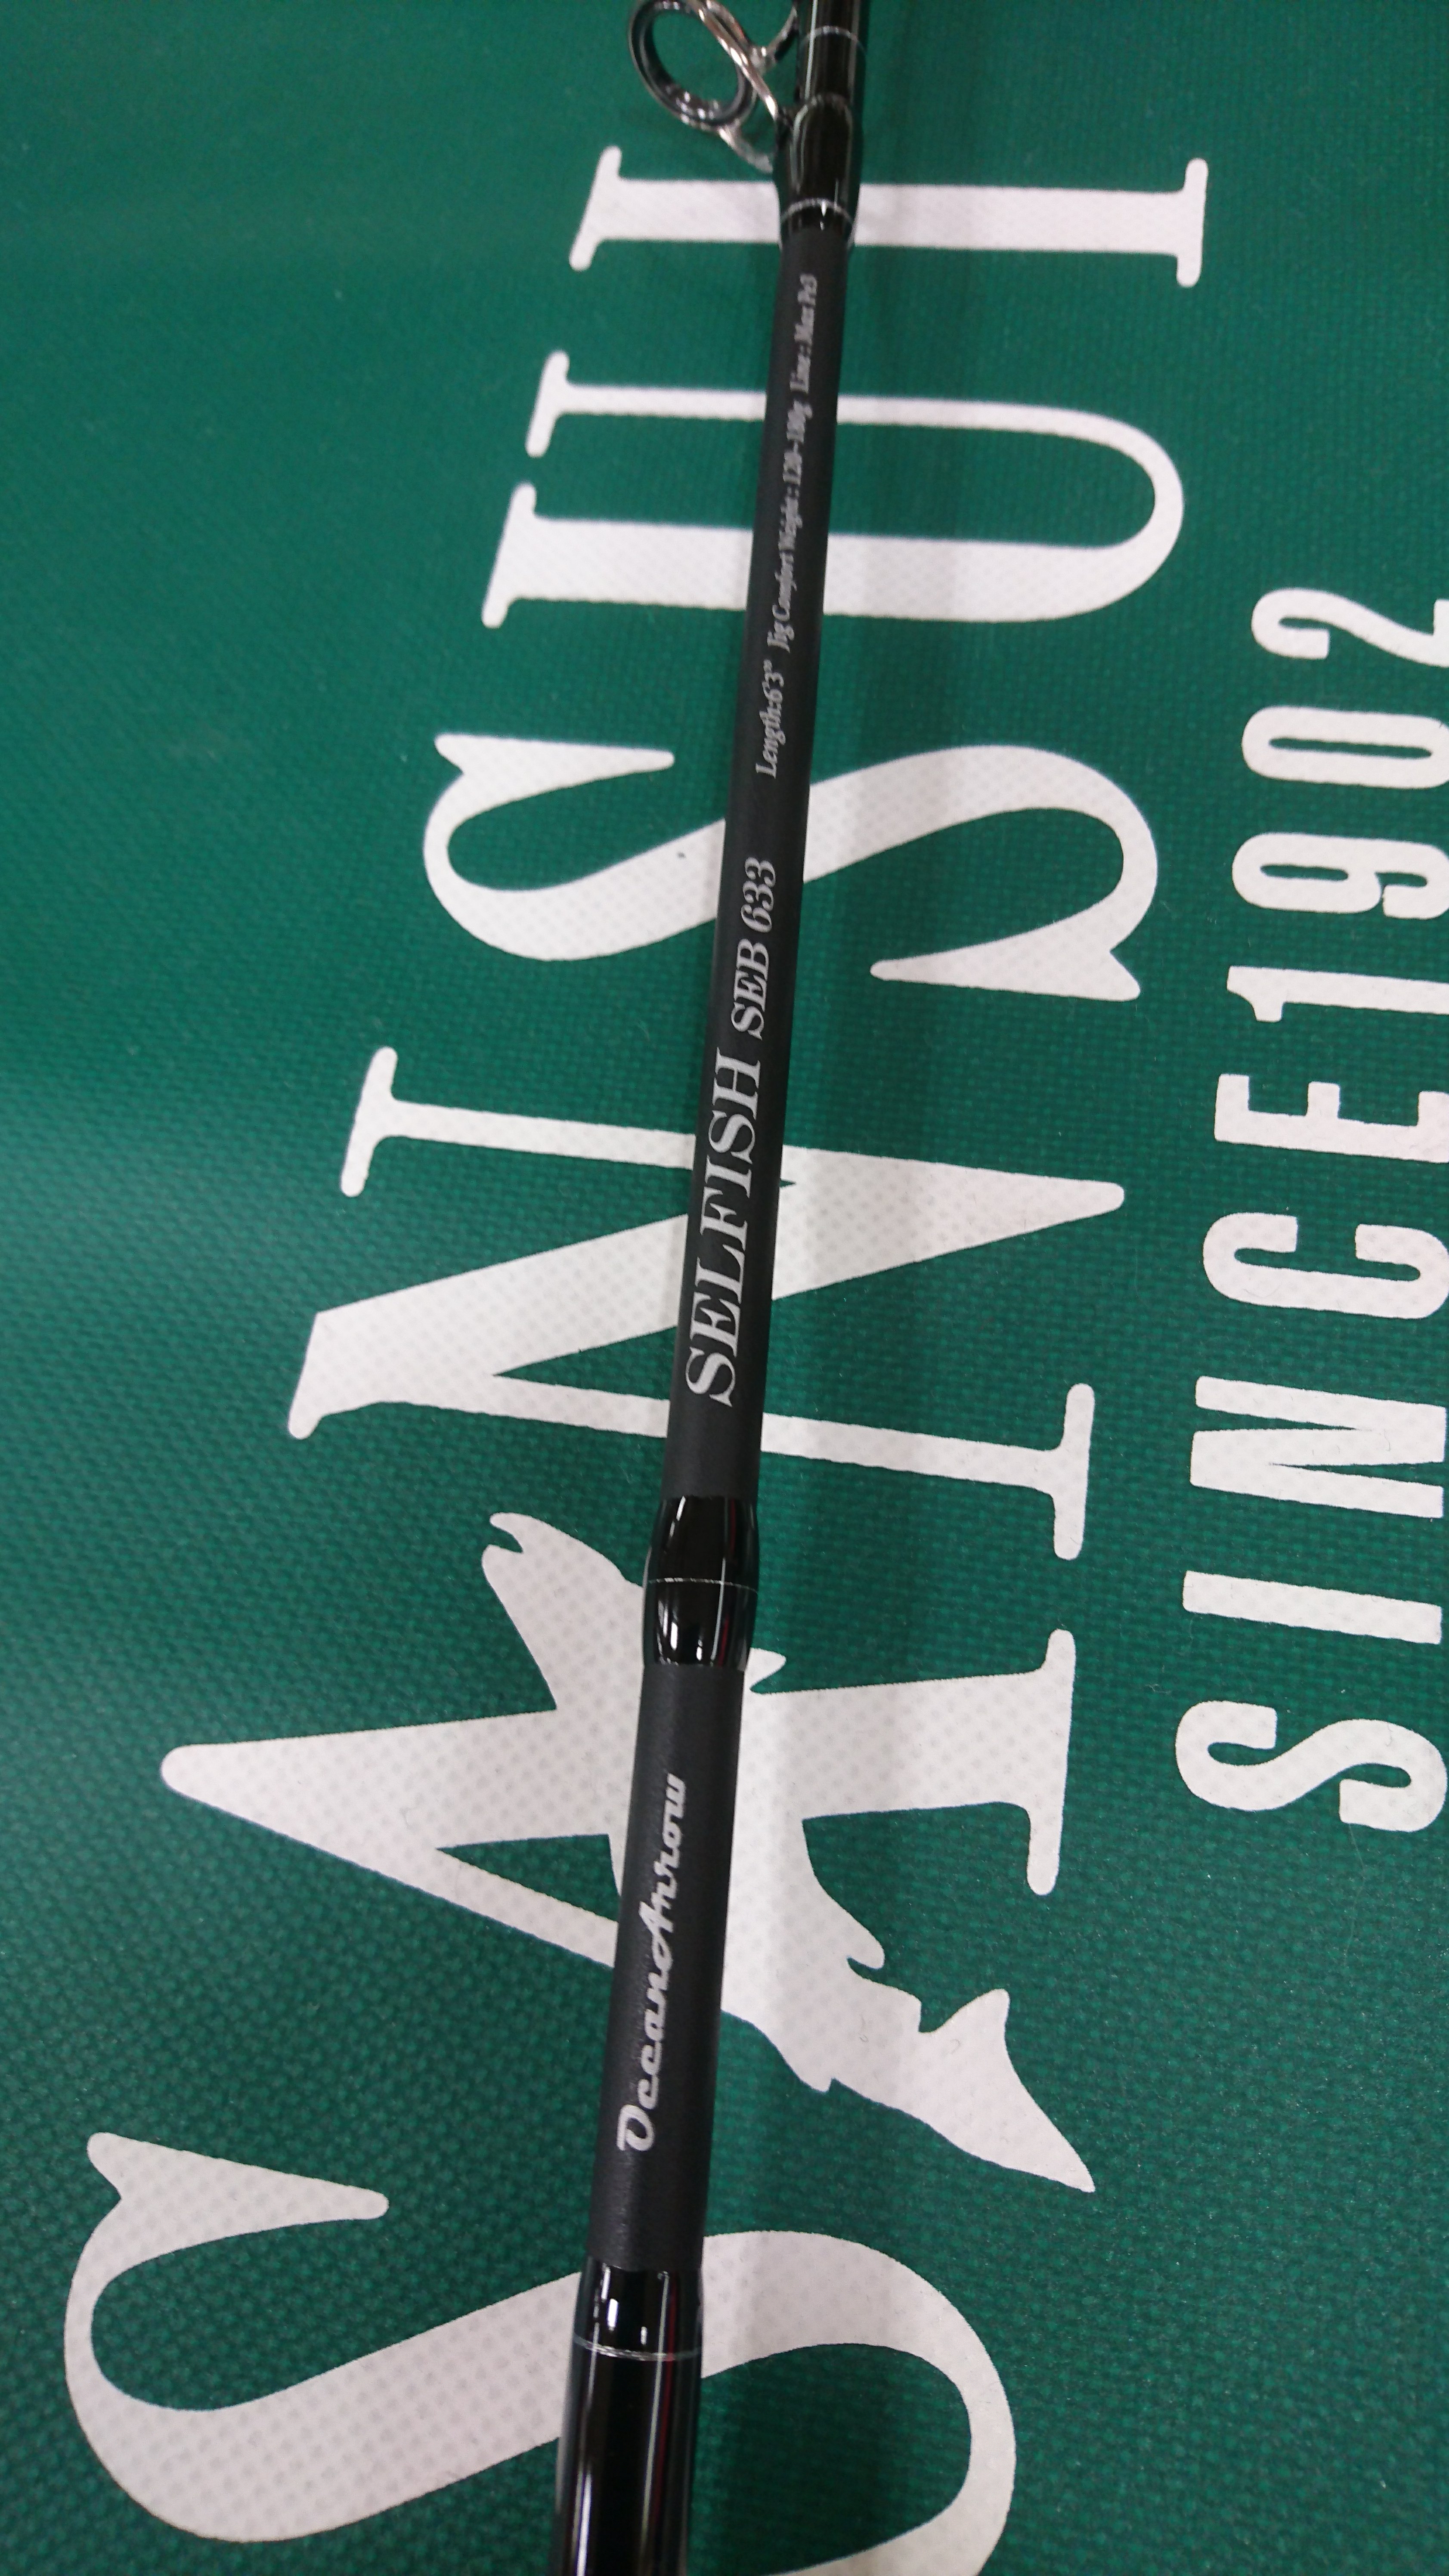 SANSUI
SINCE1902
OceanArrow
SELFISH SEB 633
Length:6'3" Jig Comfort Weight : 120~180g Line : Max Pe3